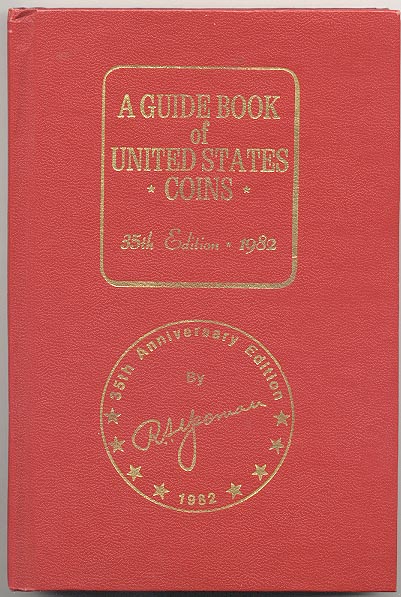 A GUIDE BOOK
of
UNITED STATES
* COINS *
35th Edition * 1982
35th Anniversary Edition
By
R.S. Yeoman
1982